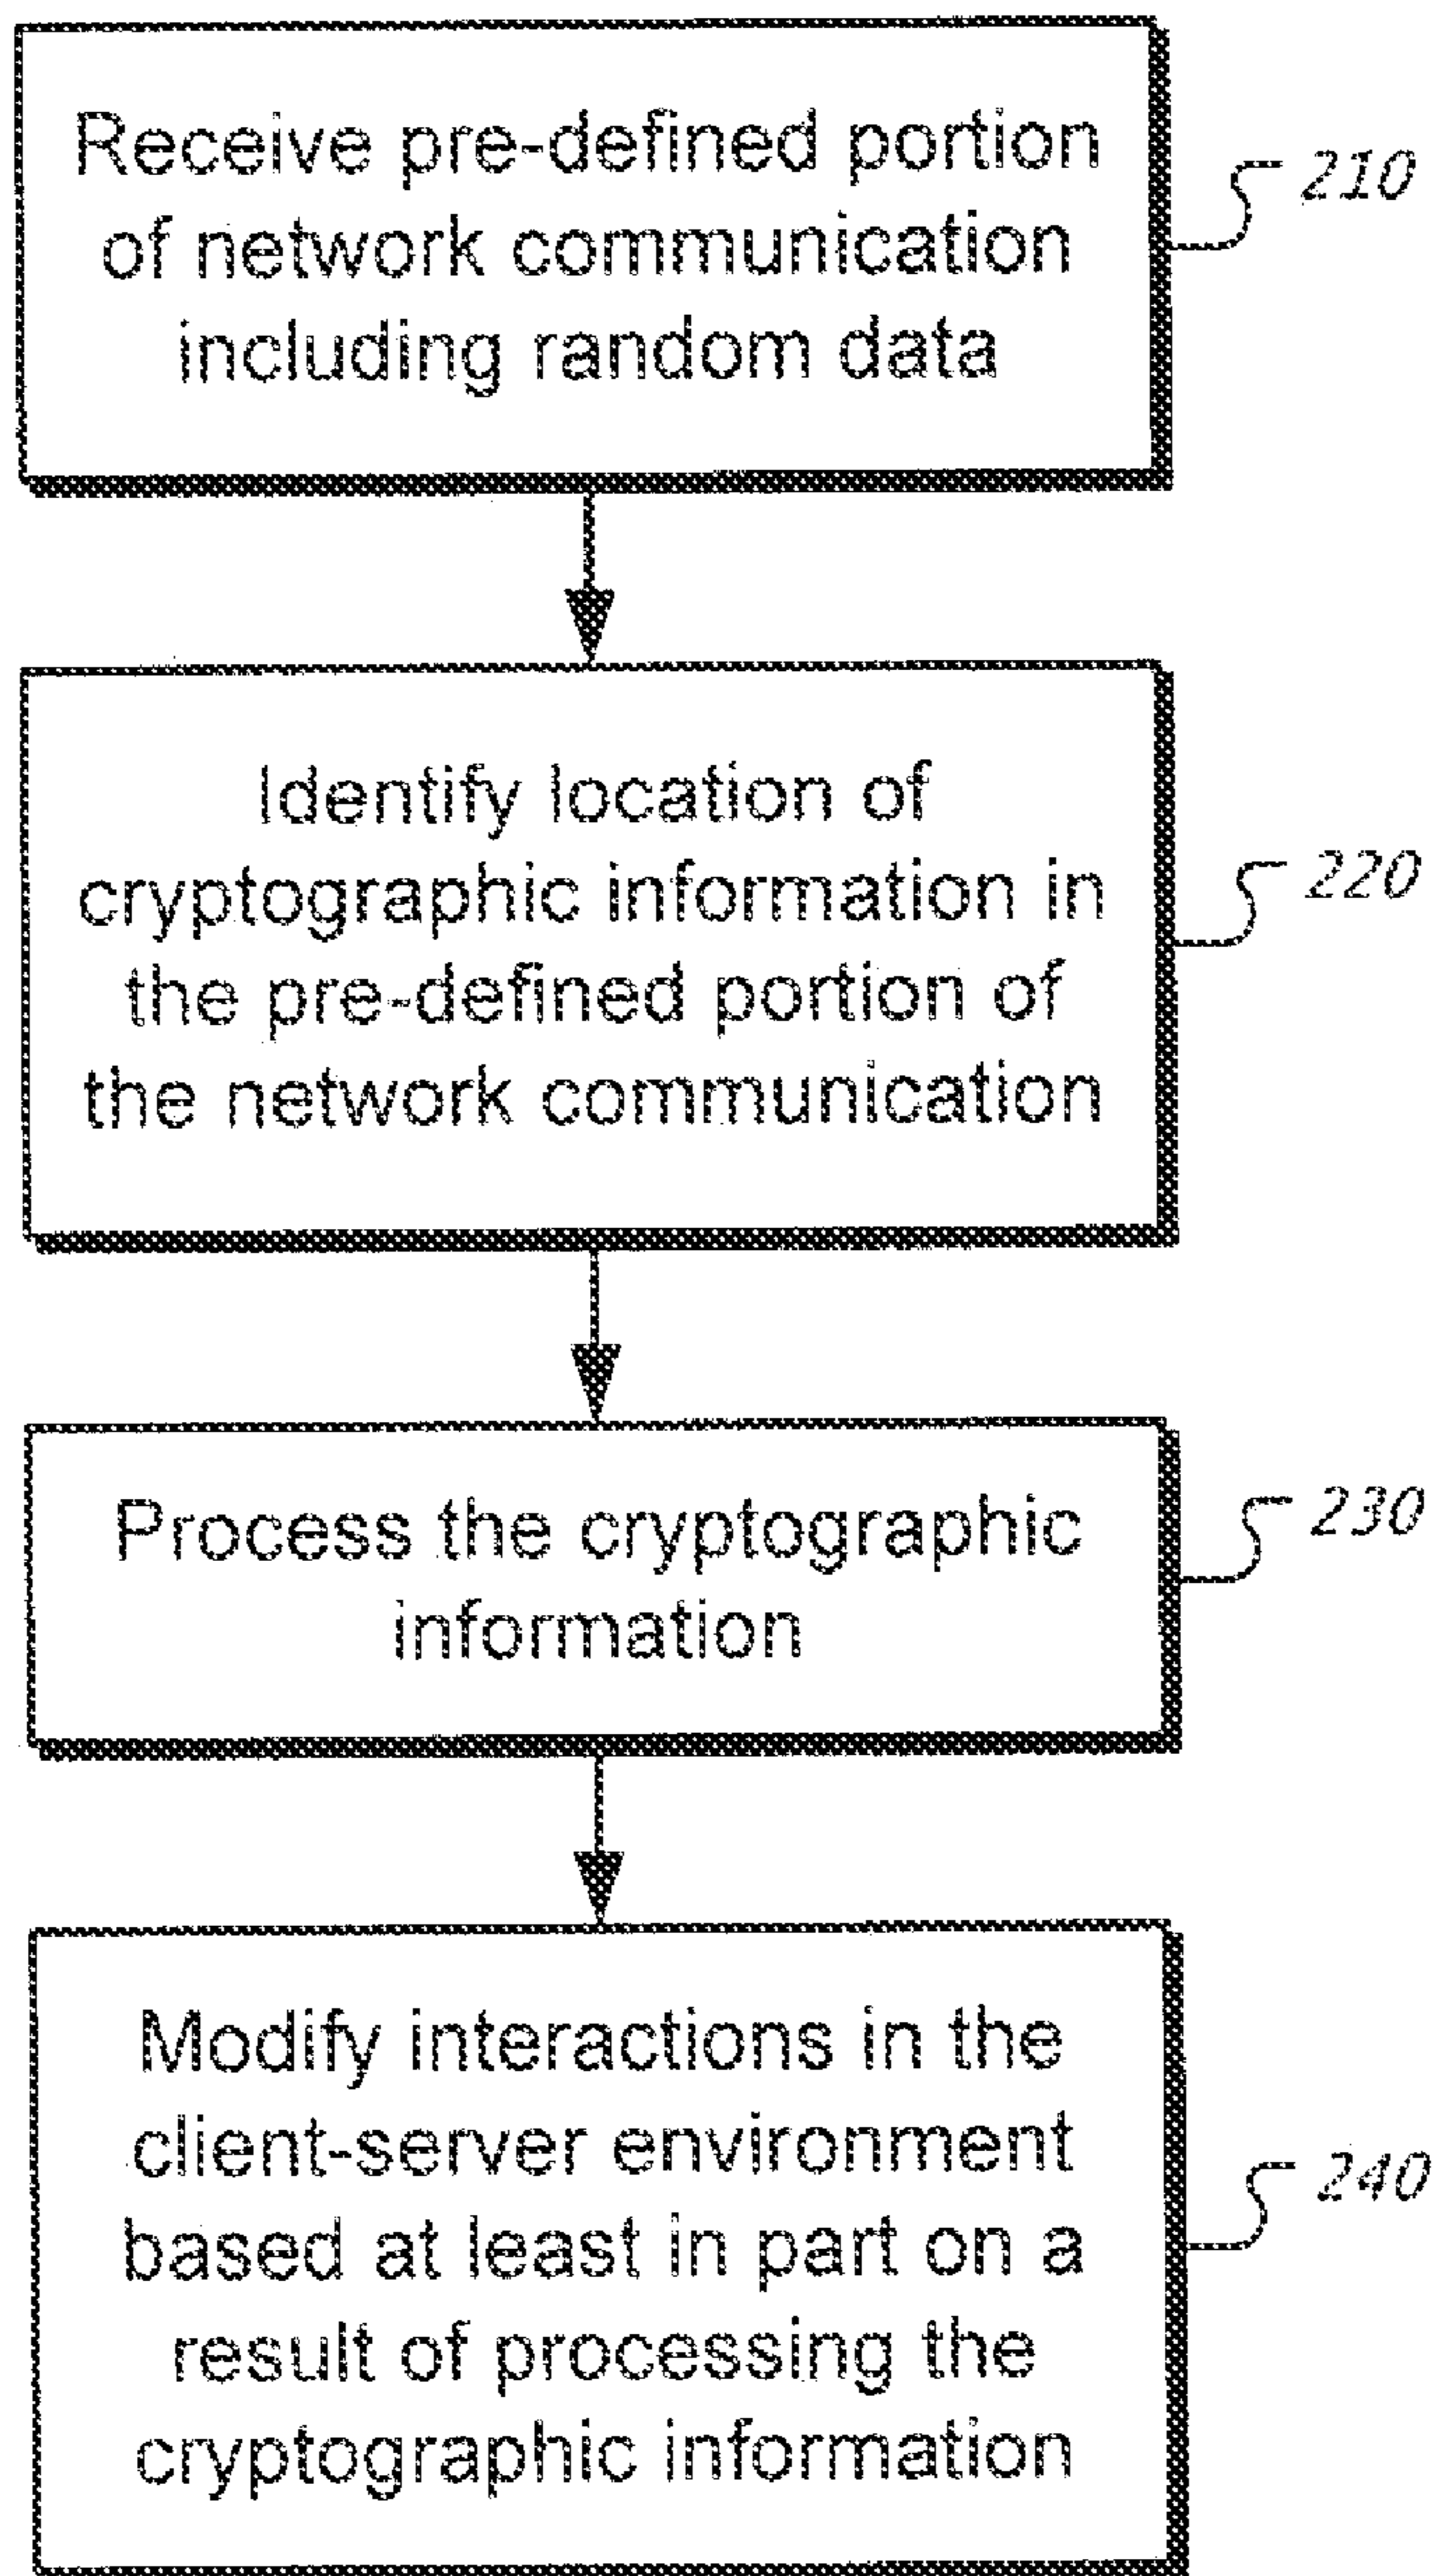 Receive pre-defined portion
of network communication
including random data
210
Identify location of
cryptographic information in
the pre-defined portion of
the network communication
220
Process the cryptographic
information
230
Modify interactions in the
client-server environment
based at least in part on a
result of processing the
cryptographic information
240